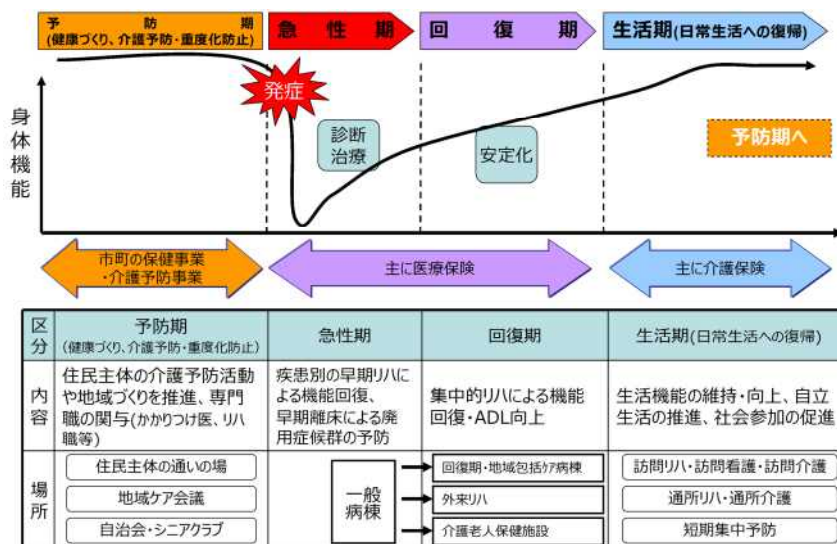 予防期
(健康づくり、介護予防・重度化防止)
急性期
回復期
生活期(日常生活への復帰)
発症
身体機能
診断
治療
安定化
予防期へ
市町の保健事業
・介護予防事業
主に医療保険
主に介護保険
区分
予防期
(健康づくり、介護予防・重度化防止)
急性期
回復期
生活期(日常生活への復帰)
内容
住民主体の介護予防活動
や地域づくりを推進、専門
職の関与(かかりつけ医、リハ
職等)
疾患別の早期リハに
よる機能回復、
早期離床による廃
用症候群の予防
集中的リハによる機能
回復・ADL向上
生活機能の維持・向上、自立
生活の推進、社会参加の促進
場所
住民主体の通いの場
地域ケア会議
自治会・シニアクラブ
一般
病棟
回復期・地域包括ケア病棟
外来リハ
介護老人保健施設
訪問リハ・訪問看護・訪問介護
通所リハ・通所介護
短期集中予防